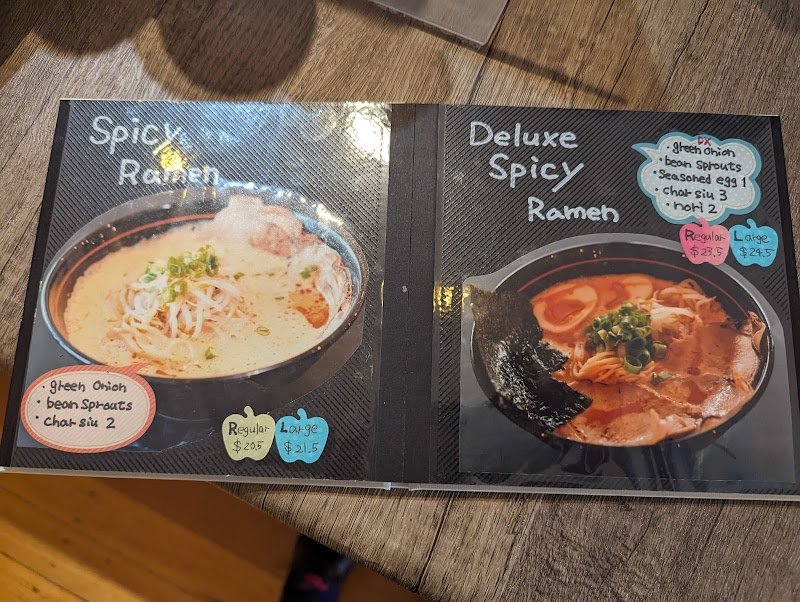 Spicy
Ramen
· green onion
· bean sprouts
· char siu 2
Regular
$20.5
Large
$21.5
Deluxe
Spicy
Ramen
DX
· green onion
· bean sprouts
· seasoned egg 1
· char siu 3
· nori 2
Regular
$23.5
Large
$24.5